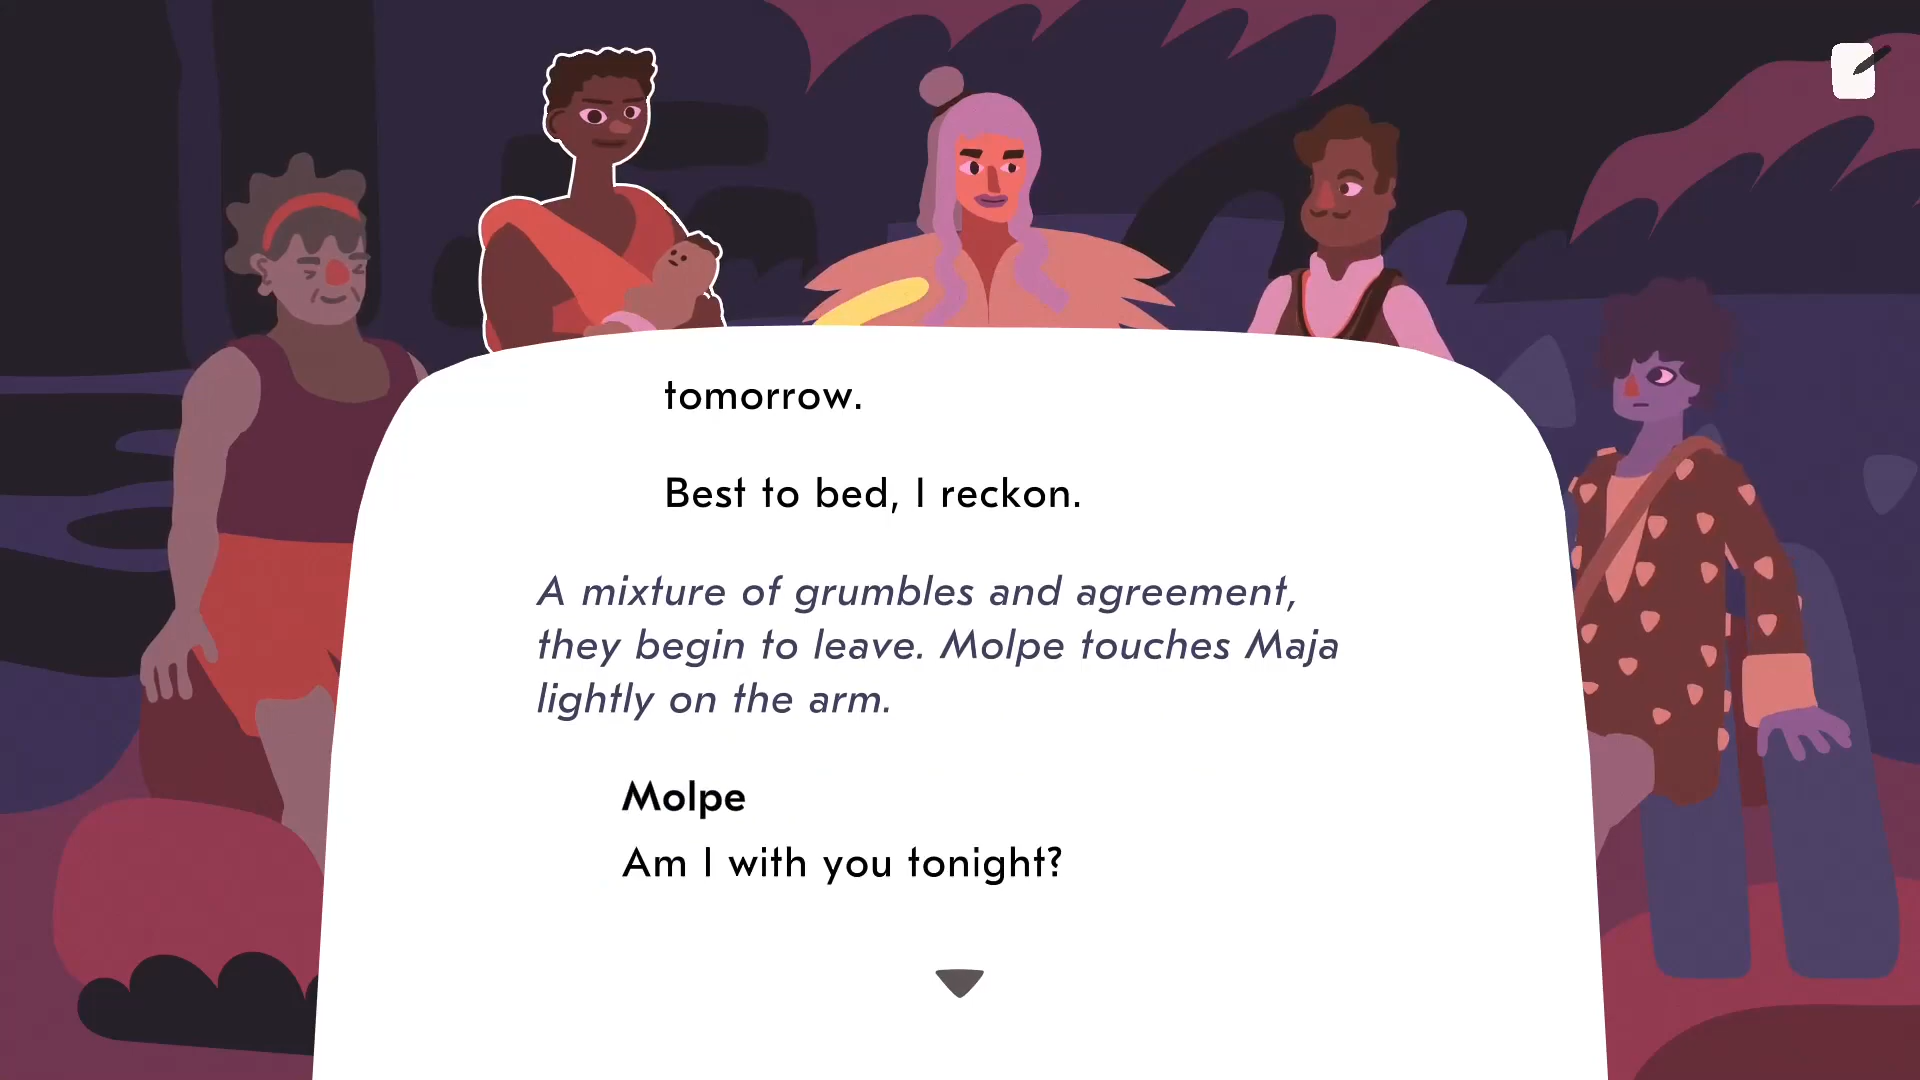 tomorrow.
Best to bed, I reckon.
A mixture of grumbles and agreement,
they begin to leave. Molpe touches Maja
lightly on the arm.
Molpe
Am I with you tonight?